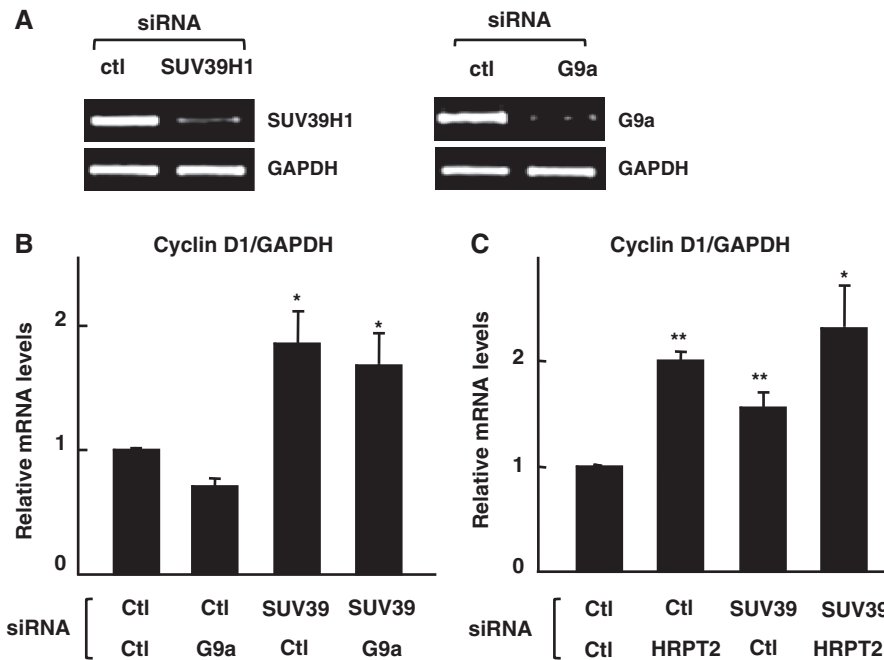 A
siRNA
ctl SUV39H1
SUV39H1
GAPDH
siRNA
ctl G9a
G9a
GAPDH
B
Cyclin D1/GAPDH
Relative mRNA levels
2
1
0
* *
siRNA
Ctl Ctl SUV39 SUV39
Ctl G9a Ctl G9a
C
Cyclin D1/GAPDH
Relative mRNA levels
2
1
0
** ** *
Ctl Ctl SUV39 SUV39
Ctl HRPT2 Ctl HRPT2